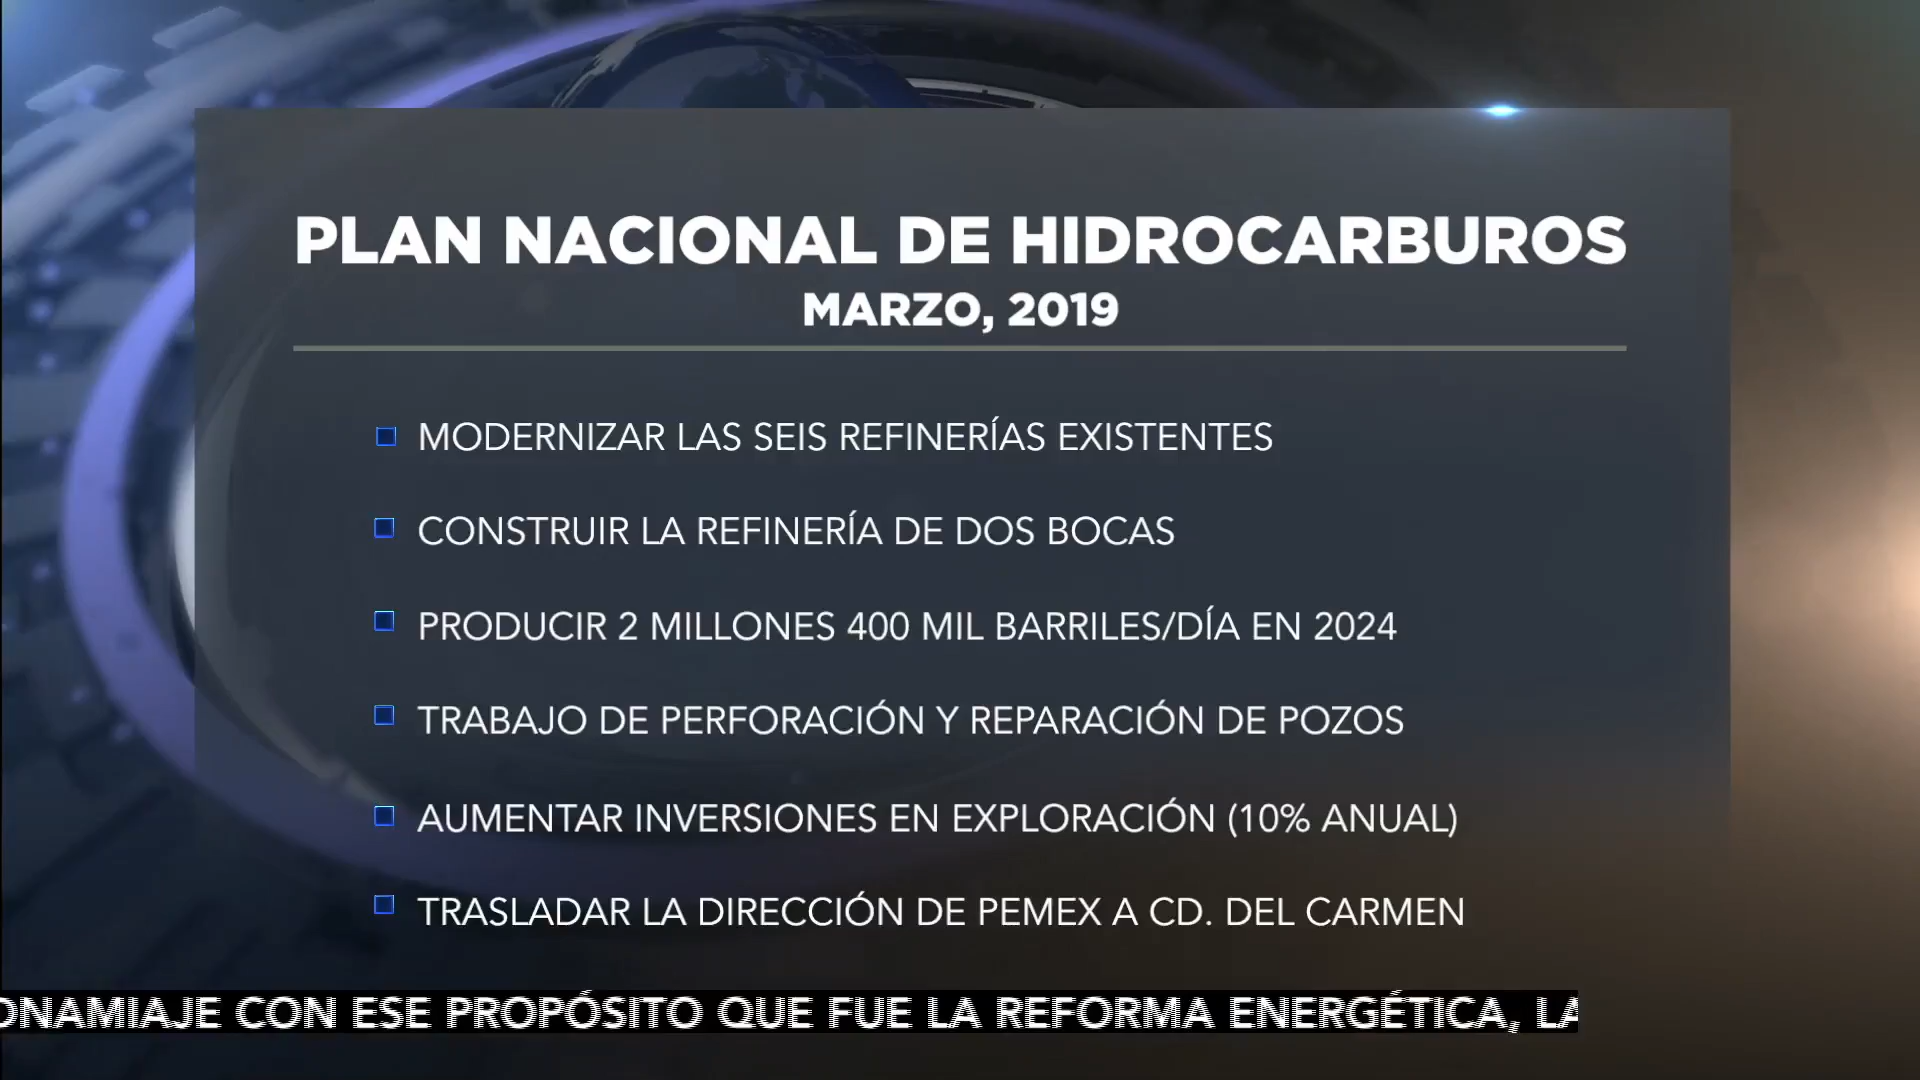 PLAN NACIONAL DE HIDROCARBUROS
MARZO, 2019
MODERNIZAR LAS SEIS REFINERÍAS EXISTENTES
CONSTRUIR LA REFINERÍA DE DOS BOCAS
PRODUCIR 2 MILLONES 400 MIL BARRILES/DÍA EN 2024
TRABAJO DE PERFORACIÓN Y REPARACIÓN DE POZOS
AUMENTAR INVERSIONES EN EXPLORACIÓN (10% ANUAL)
TRASLADAR LA DIRECCIÓN DE PEMEX A CD. DEL CARMEN
ONAMIAJE CON ESE PROPÓSITO QUE FUE LA REFORMA ENERGÉTICA, LA